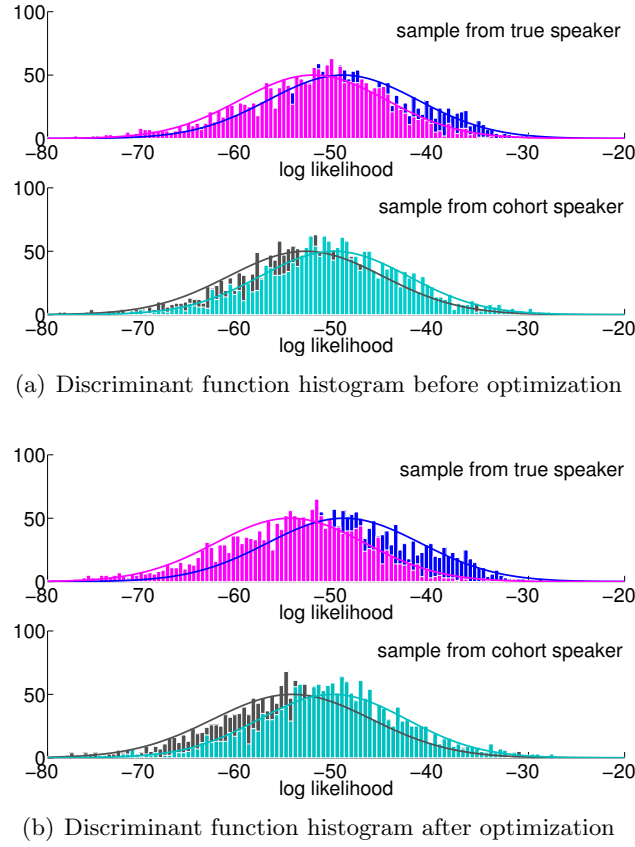 100
sample from true speaker
50
0
−80 −70 −60 −50 −40 −30 −20
log likelihood
100
sample from cohort speaker
50
0
−80 −70 −60 −50 −40 −30 −20
log likelihood
(a) Discriminant function histogram before optimization
100
sample from true speaker
50
0
−80 −70 −60 −50 −40 −30 −20
log likelihood
100
sample from cohort speaker
50
0
−80 −70 −60 −50 −40 −30 −20
log likelihood
(b) Discriminant function histogram after optimization